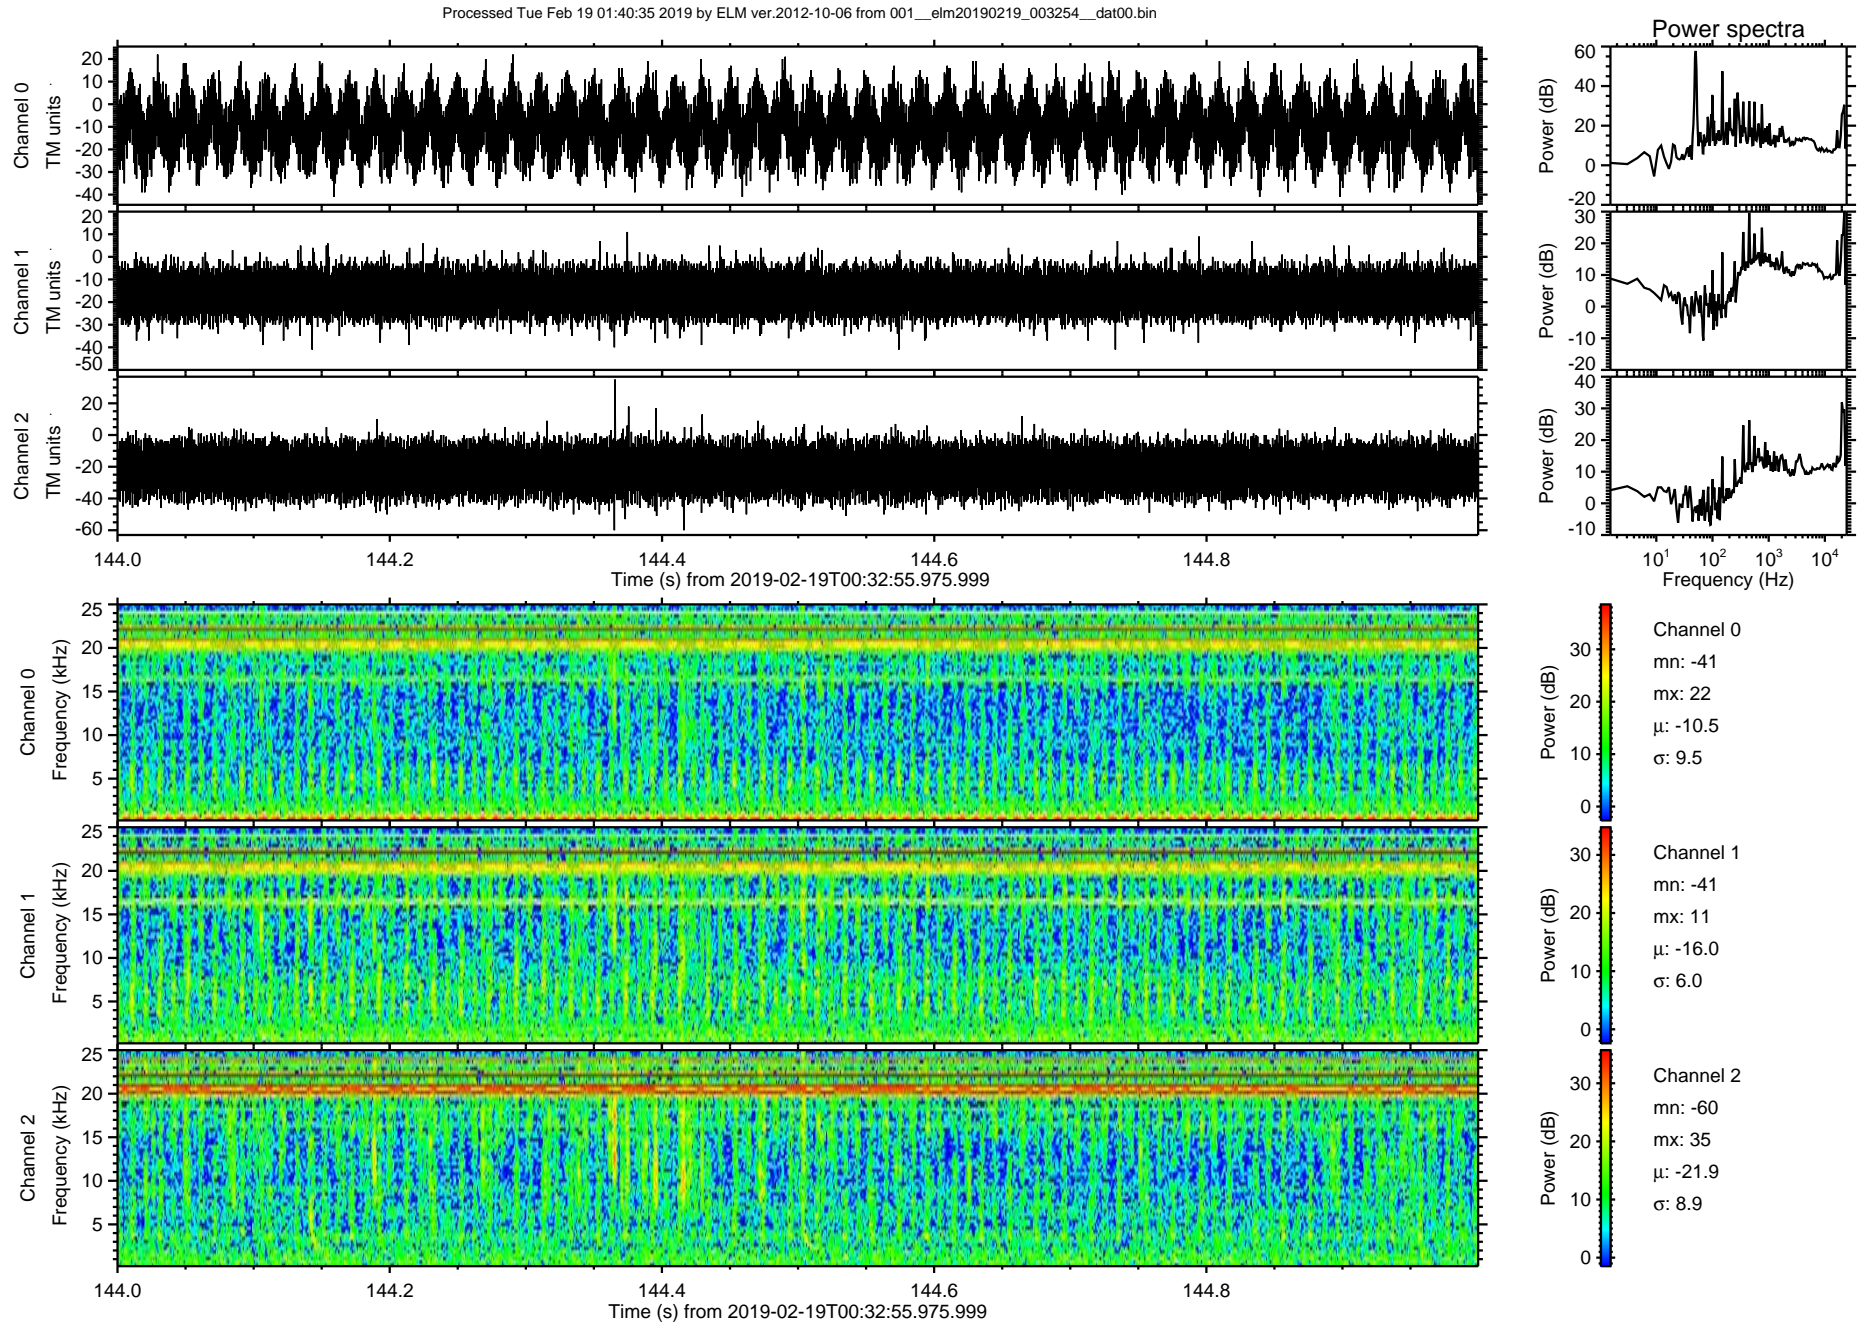 Processed Tue Feb 19 01:40:35 2019 by ELM ver.2012-10-06 from 001__elm20190219_003254__dat00.bin
Power spectra
Channel 0
TM units
20
10
0
-10
-20
-30
-40
Power (dB)
60
40
20
0
-20
Channel 1
TM units
20
10
0
-10
-20
-30
-40
-50
Power (dB)
30
20
10
0
-10
-20
Channel 2
TM units
20
0
-20
-40
-60
Power (dB)
40
30
20
10
0
-10
144.0 144.2 144.4 144.6 144.8
Time (s) from 2019-02-19T00:32:55.975.999
10^1 10^2 10^3 10^4
Frequency (Hz)
Channel 0
Frequency (kHz)
25
20
15
10
5
Power (dB)
30
20
10
0
Channel 0
mn: -41
mx: 22
μ: -10.5
σ: 9.5
Channel 1
Frequency (kHz)
25
20
15
10
5
Power (dB)
30
20
10
0
Channel 1
mn: -41
mx: 11
μ: -16.0
σ: 6.0
Channel 2
Frequency (kHz)
25
20
15
10
5
Power (dB)
30
20
10
0
Channel 2
mn: -60
mx: 35
μ: -21.9
σ: 8.9
144.0 144.2 144.4 144.6 144.8
Time (s) from 2019-02-19T00:32:55.975.999